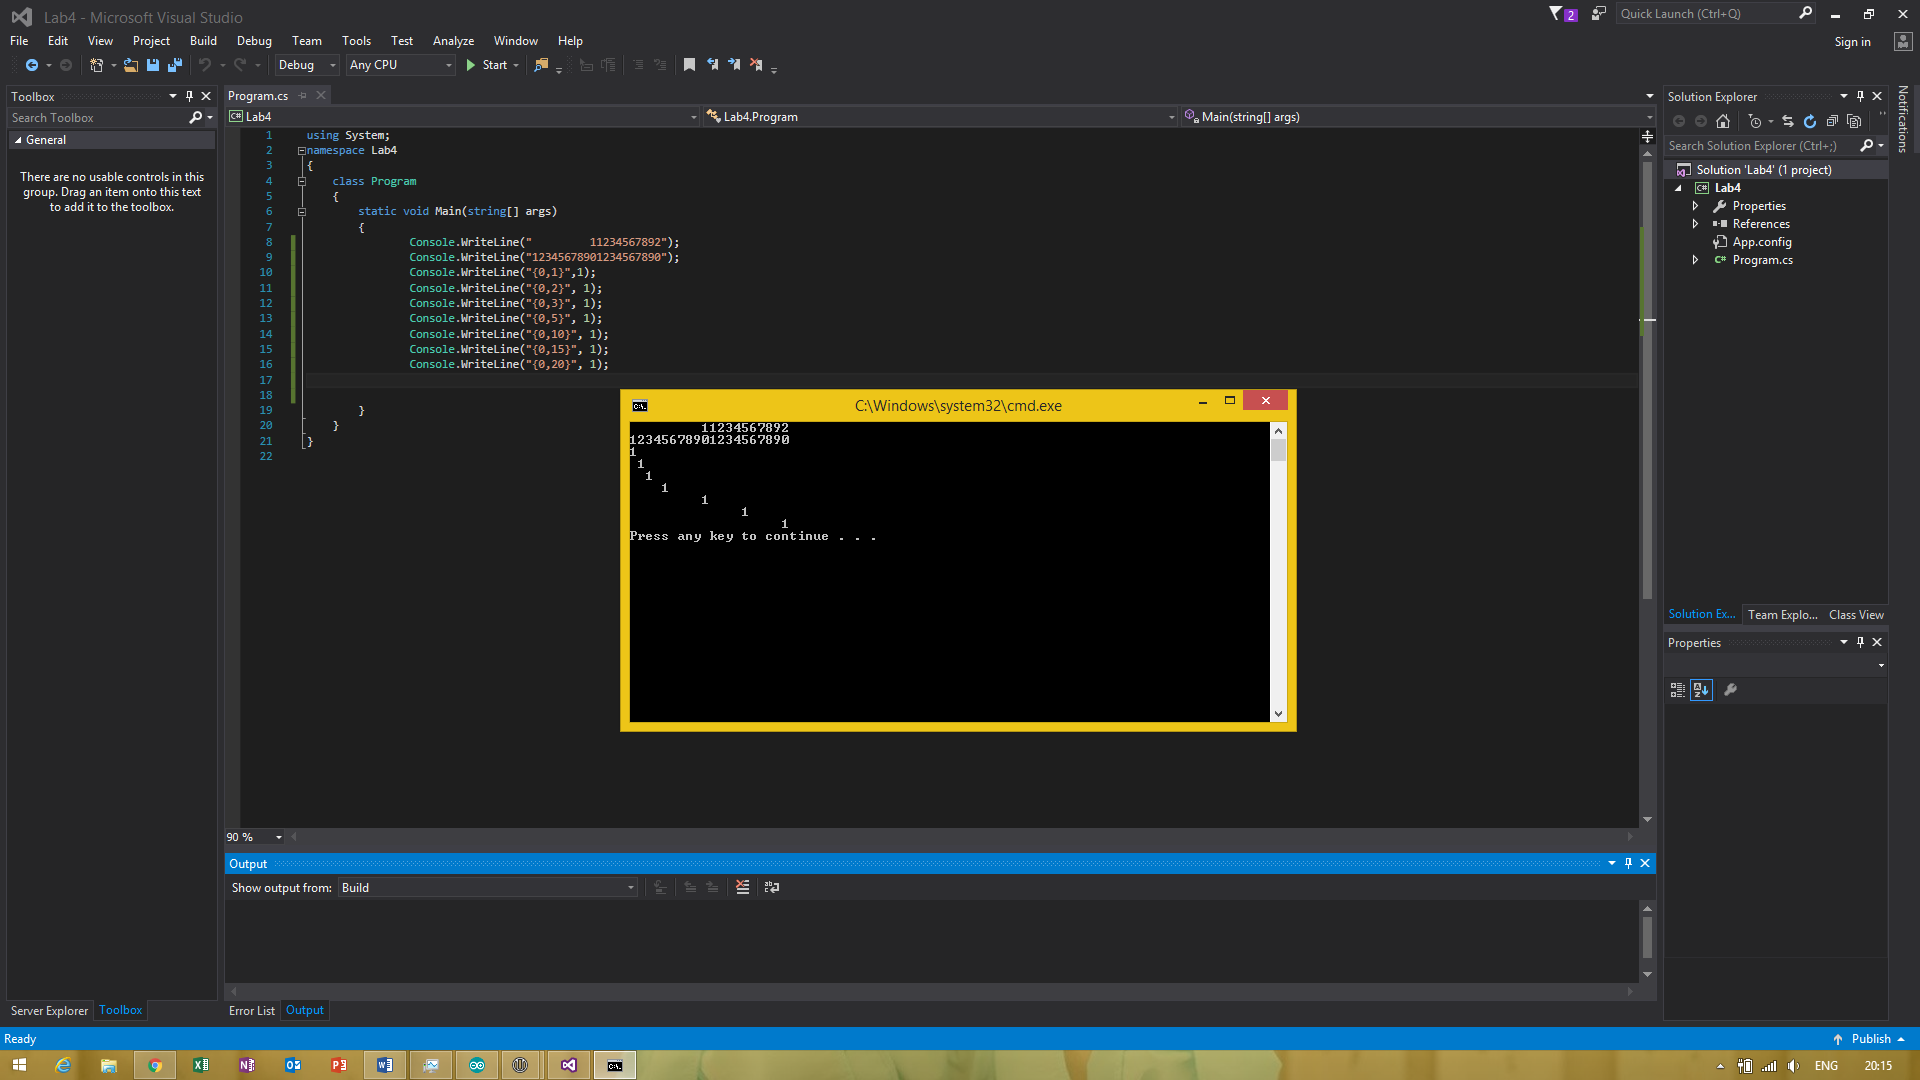 Lab4 - Microsoft Visual Studio
2
Quick Launch (Ctrl+Q)
File Edit View Project Build Debug Team Tools Test Analyze Window Help
Sign in
Debug Any CPU Start
Toolbox
Search Toolbox
General
There are no usable controls in this
group. Drag an item onto this text
to add it to the toolbox.
Program.cs
Lab4 Lab4.Program Main(string[] args)
1 using System;
2 namespace Lab4
3 {
4 class Program
5 {
6 static void Main(string[] args)
7 {
8 Console.WriteLine("         11234567892");
9 Console.WriteLine("12345678901234567890");
10 Console.WriteLine("{0,1}",1);
11 Console.WriteLine("{0,2}", 1);
12 Console.WriteLine("{0,3}", 1);
13 Console.WriteLine("{0,5}", 1);
14 Console.WriteLine("{0,10}", 1);
15 Console.WriteLine("{0,15}", 1);
16 Console.WriteLine("{0,20}", 1);
17
18
19 }
20 }
21 }
22
C:\Windows\system32\cmd.exe
         11234567892
12345678901234567890
1
 1
  1
    1
         1
              1
                   1
Press any key to continue . . .
90 %
Output
Show output from: Build
Server Explorer Toolbox
Error List Output
Solution Explorer
Search Solution Explorer (Ctrl+;)
Solution 'Lab4' (1 project)
C# Lab4
Properties
References
App.config
C# Program.cs
Solution Ex... Team Explo... Class View
Properties
Notifications
Ready
Publish
ENG 20:15